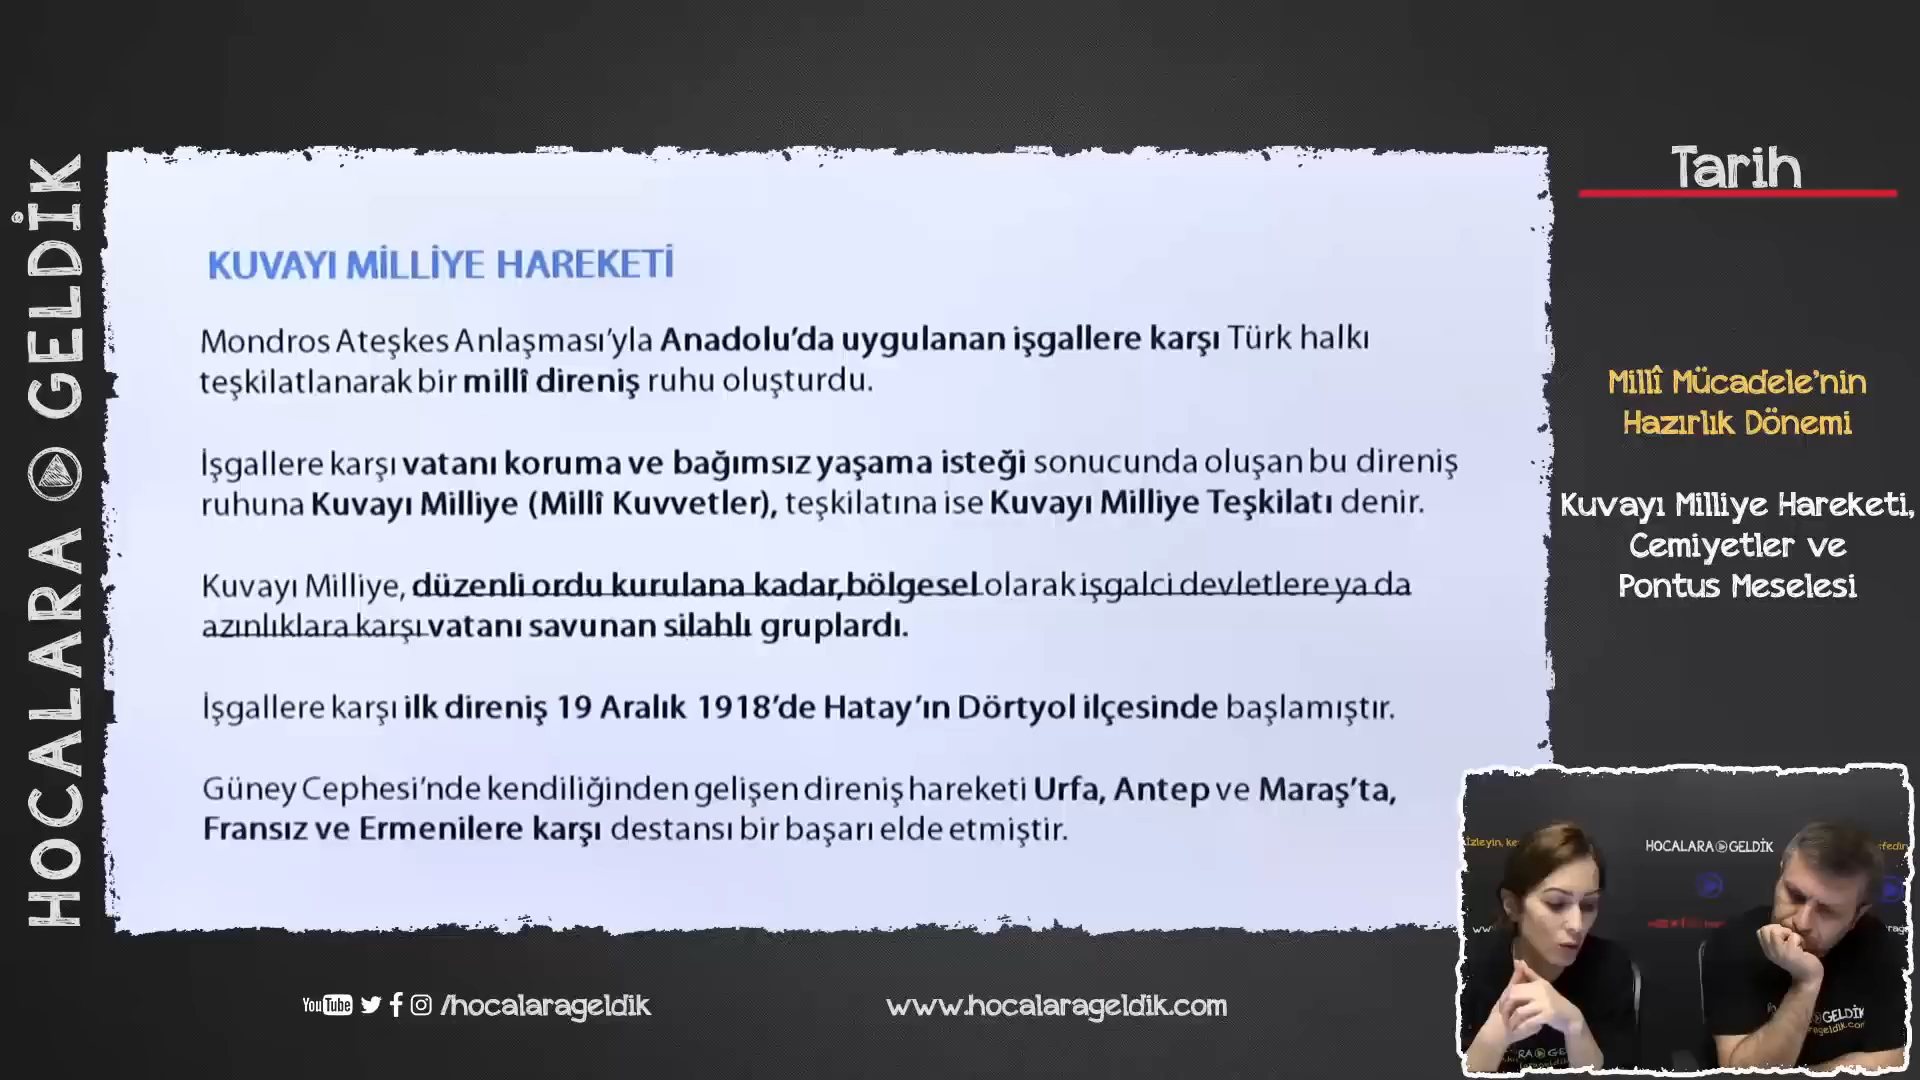 HOCALARA GELDİK
Tarih
KUVAYI MİLLİYE HAREKETİ
Mondros Ateşkes Anlaşması'yla Anadolu'da uygulanan işgallere karşı Türk halkı
teşkilatlanarak bir millî direniş ruhu oluşturdu.
İşgallere karşı vatanı koruma ve bağımsız yaşama isteği sonucunda oluşan bu direniş
ruhuna Kuvayı Milliye (Millî Kuvvetler), teşkilatına ise Kuvayı Milliye Teşkilatı denir.
Kuvayı Milliye, düzenli ordu kurulana kadar, bölgesel olarak işgalci devletlere ya da
azınlıklara karşı vatanı savunan silahlı gruplardı.
İşgallere karşı ilk direniş 19 Aralık 1918'de Hatay'ın Dörtyol ilçesinde başlamıştır.
Güney Cephesi'nde kendiliğinden gelişen direniş hareketi Urfa, Antep ve Maraş'ta,
Fransız ve Ermenilere karşı destansı bir başarı elde etmiştir.
Millî Mücadele'nin
Hazırlık Dönemi
Kuvayı Milliye Hareketi,
Cemiyetler ve
Pontus Meselesi
İzleyin, ke
HOCALARA GELDİK
YouTube /hocalarageldik
www.hocalarageldik.com
GELDİK